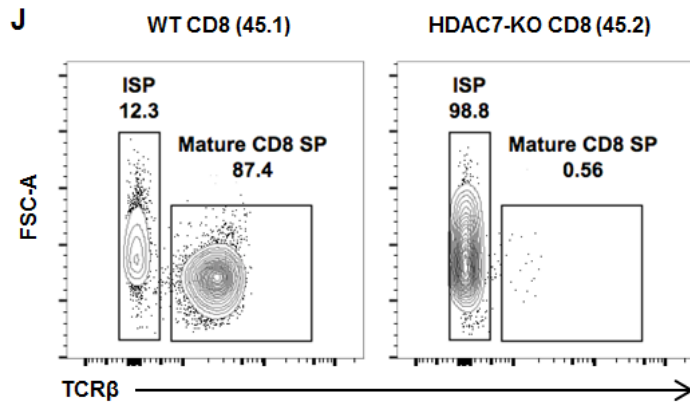 J
WT CD8 (45.1)
HDAC7-KO CD8 (45.2)
ISP
12.3
Mature CD8 SP
87.4
ISP
98.8
Mature CD8 SP
0.56
FSC-A
TCRβ